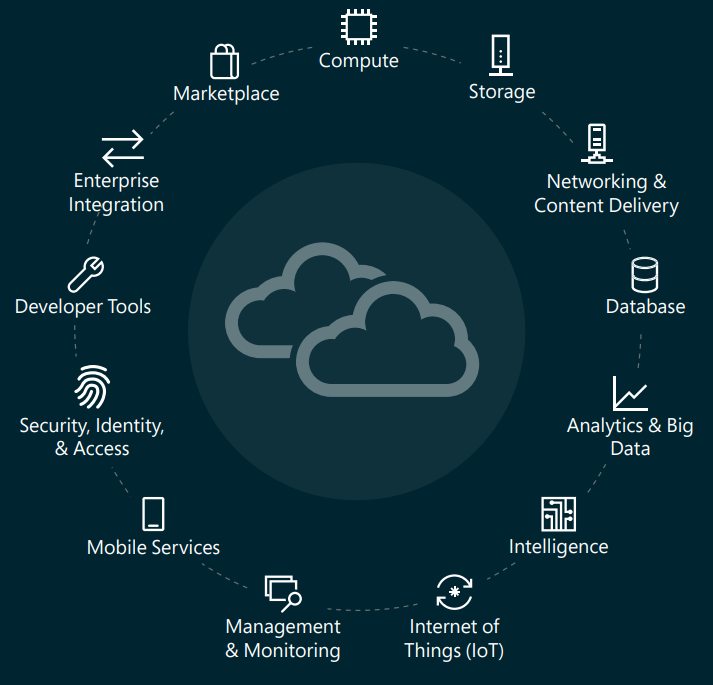 Compute
Storage
Networking &
Content Delivery
Database
Analytics & Big
Data
Intelligence
Internet of
Things (IoT)
Management
& Monitoring
Mobile Services
Security, Identity,
& Access
Developer Tools
Enterprise
Integration
Marketplace